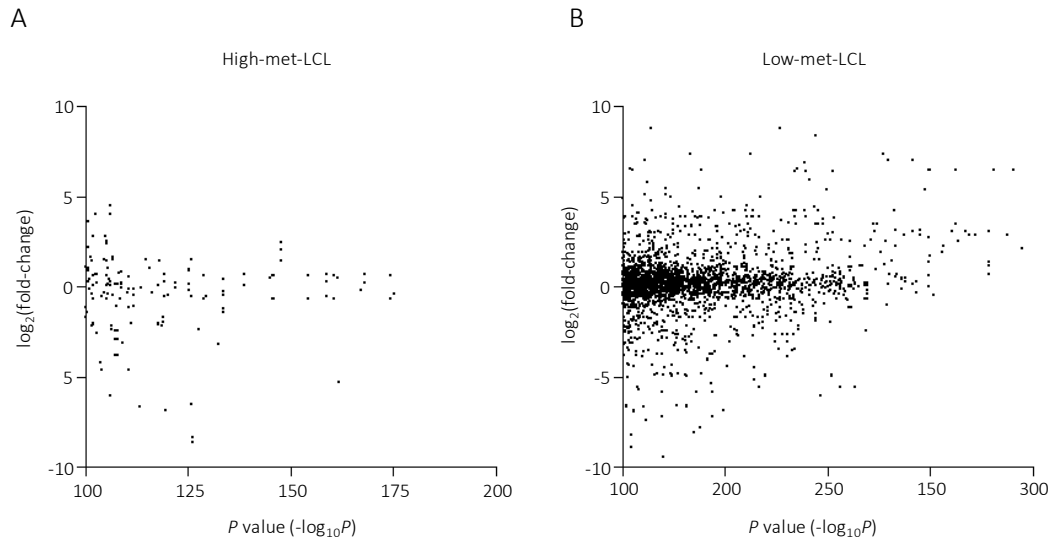 A
High-met-LCL
10
5
0
5
-10
log2(fold-change)
100
125
150
175
200
P value (-log10P)
B
Low-met-LCL
10
5
0
-5
-10
log2(fold-change)
100
200
250
150
300
P value (-log10P)